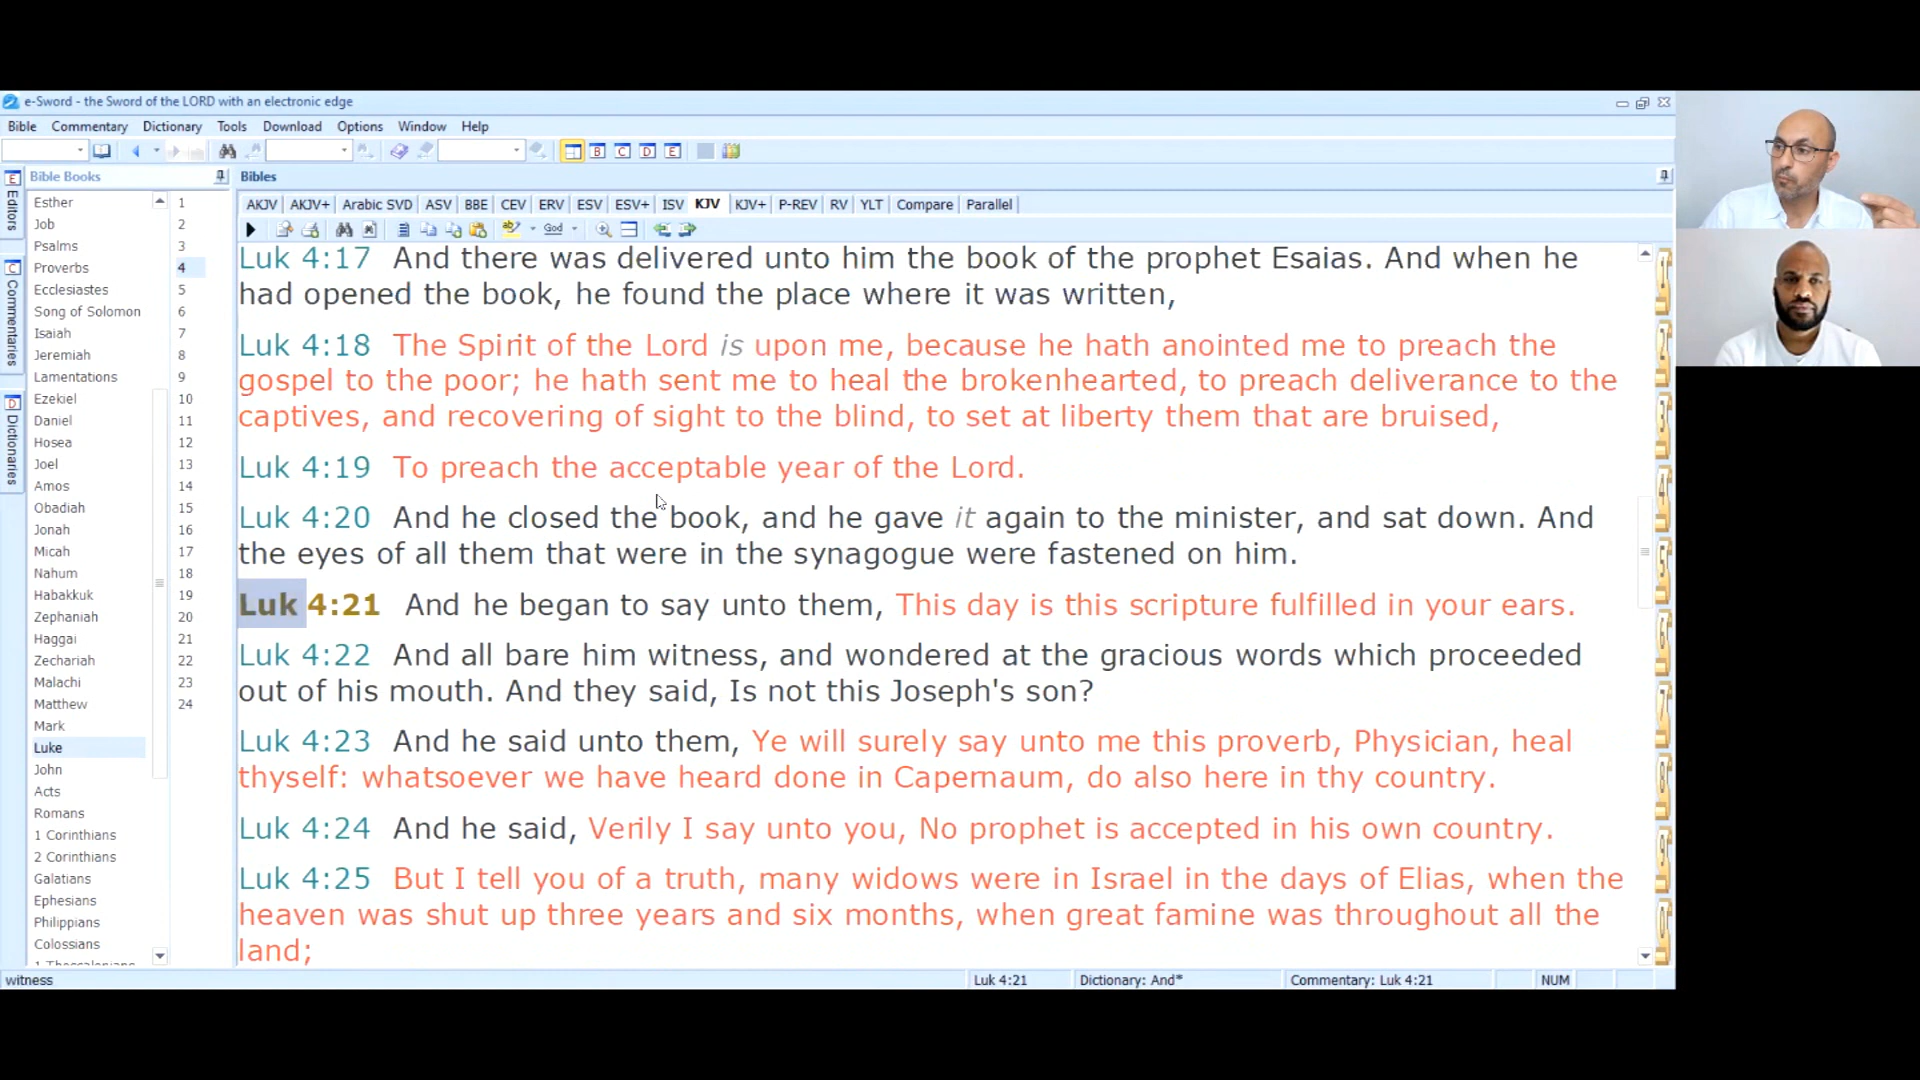 e-Sword - the Sword of the LORD with an electronic edge
Bible Commentary Dictionary Tools Download Options Window Help
B C D E
Bible Books
Bibles
AKJV AKJV+ Arabic SVD ASV BBE CEV ERV ESV ESV+ ISV KJV KJV+ P-REV RV YLT Compare Parallel
God
E Editors
C Commentaries
D Dictionaries
Esther
Job
Psalms
Proverbs
Ecclesiastes
Song of Solomon
Isaiah
Jeremiah
Lamentations
Ezekiel
Daniel
Hosea
Joel
Amos
Obadiah
Jonah
Micah
Nahum
Habakkuk
Zephaniah
Haggai
Zechariah
Malachi
Matthew
Mark
Luke
John
Acts
Romans
1 Corinthians
2 Corinthians
Galatians
Ephesians
Philippians
Colossians
1
2
3
4
5
6
7
8
9
10
11
12
13
14
15
16
17
18
19
20
21
22
23
24
Luk 4:17 And there was delivered unto him the book of the prophet Esaias. And when he
had opened the book, he found the place where it was written,
Luk 4:18 The Spirit of the Lord is upon me, because he hath anointed me to preach the
gospel to the poor; he hath sent me to heal the brokenhearted, to preach deliverance to the
captives, and recovering of sight to the blind, to set at liberty them that are bruised,
Luk 4:19 To preach the acceptable year of the Lord.
Luk 4:20 And he closed the book, and he gave it again to the minister, and sat down. And
the eyes of all them that were in the synagogue were fastened on him.
Luk 4:21 And he began to say unto them, This day is this scripture fulfilled in your ears.
Luk 4:22 And all bare him witness, and wondered at the gracious words which proceeded
out of his mouth. And they said, Is not this Joseph's son?
Luk 4:23 And he said unto them, Ye will surely say unto me this proverb, Physician, heal
thyself: whatsoever we have heard done in Capernaum, do also here in thy country.
Luk 4:24 And he said, Verily I say unto you, No prophet is accepted in his own country.
Luk 4:25 But I tell you of a truth, many widows were in Israel in the days of Elias, when the
heaven was shut up three years and six months, when great famine was throughout all the
land;
1
2
3
4
5
6
7
8
9
0
witness Luk 4:21 Dictionary: And* Commentary: Luk 4:21 NUM